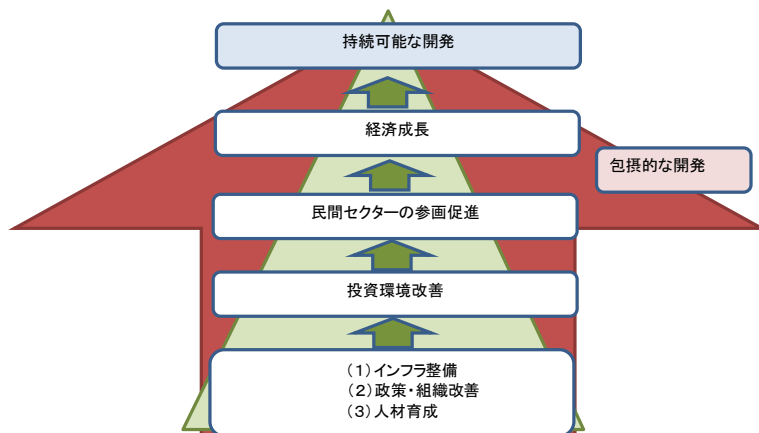 持続可能な開発
経済成長
包摂的な開発
民間セクターの参画促進
投資環境改善
（1）インフラ整備
（2）政策・組織改善
（3）人材育成